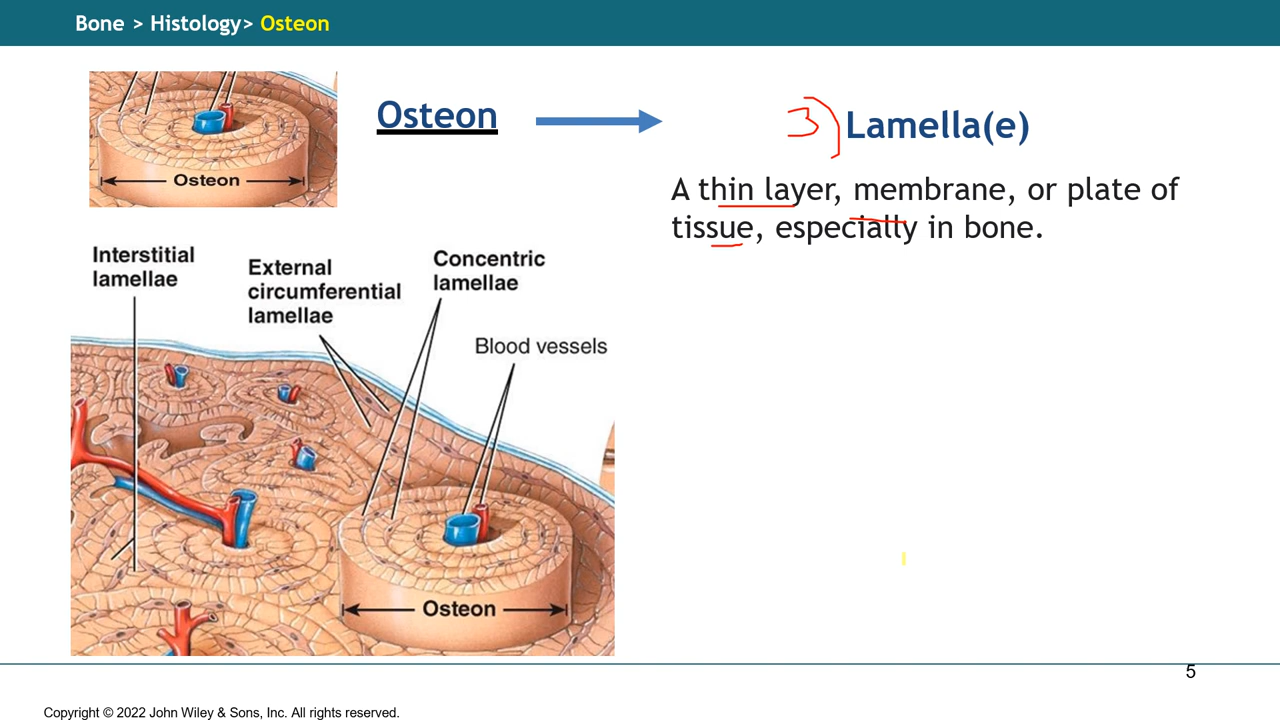 Bone > Histology> Osteon
Osteon
Osteon
3) Lamella(e)
A thin layer, membrane, or plate of
tissue, especially in bone.
Interstitial
lamellae
External
circumferential
lamellae
Concentric
lamellae
Blood vessels
Osteon
5
Copyright © 2022 John Wiley & Sons, Inc. All rights reserved.